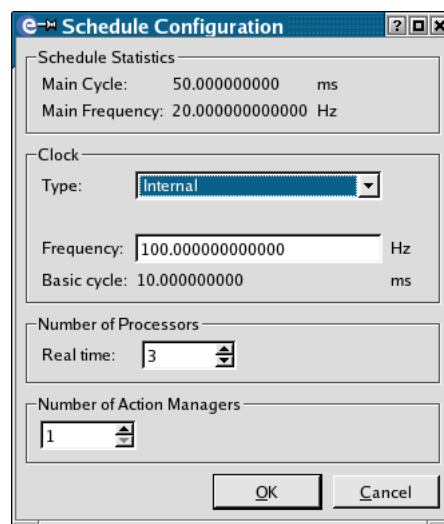 Schedule Configuration
Schedule Statistics
Main Cycle: 50.000000000 ms
Main Frequency: 20.000000000000 Hz
Clock
Type: Internal
Frequency: 100.000000000000 Hz
Basic cycle: 10.000000000 ms
Number of Processors
Real time: 3
Number of Action Managers
1
OK Cancel